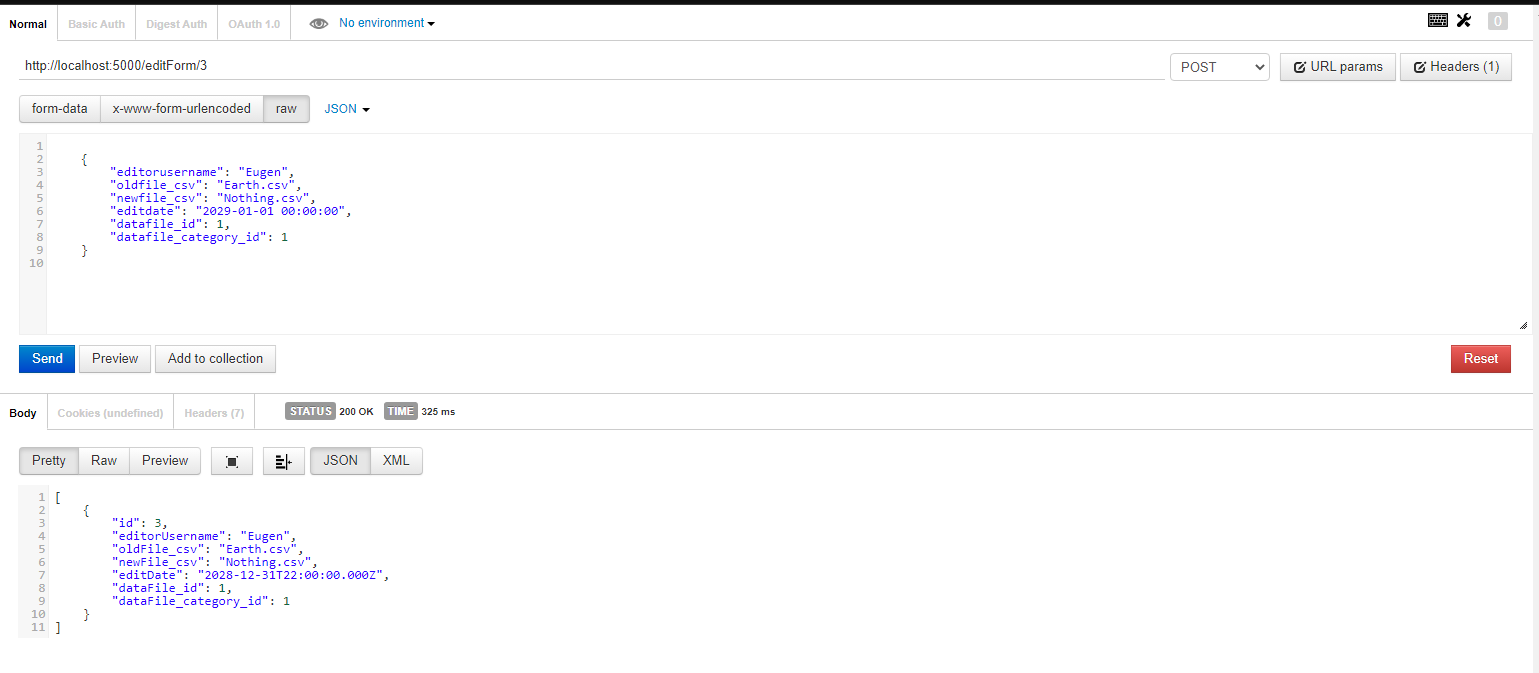 Normal Basic Auth Digest Auth OAuth 1.0 No environment 0
http://localhost:5000/editForm/3 POST URL params Headers (1)
form-data x-www-form-urlencoded raw JSON
1
2 {
3 "editorusername": "Eugen",
4 "oldfile_csv": "Earth.csv",
5 "newfile_csv": "Nothing.csv",
6 "editdate": "2029-01-01 00:00:00",
7 "datafile_id": 1,
8 "datafile_category_id": 1
9 }
10
Send Preview Add to collection Reset
Body Cookies (undefined) Headers (7) STATUS 200 OK TIME 325 ms
Pretty Raw Preview JSON XML
1 [
2 {
3 "id": 3,
4 "editorUsername": "Eugen",
5 "oldFile_csv": "Earth.csv",
6 "newFile_csv": "Nothing.csv",
7 "editDate": "2028-12-31T22:00:00.000Z",
8 "dataFile_id": 1,
9 "dataFile_category_id": 1
10 }
11 ]